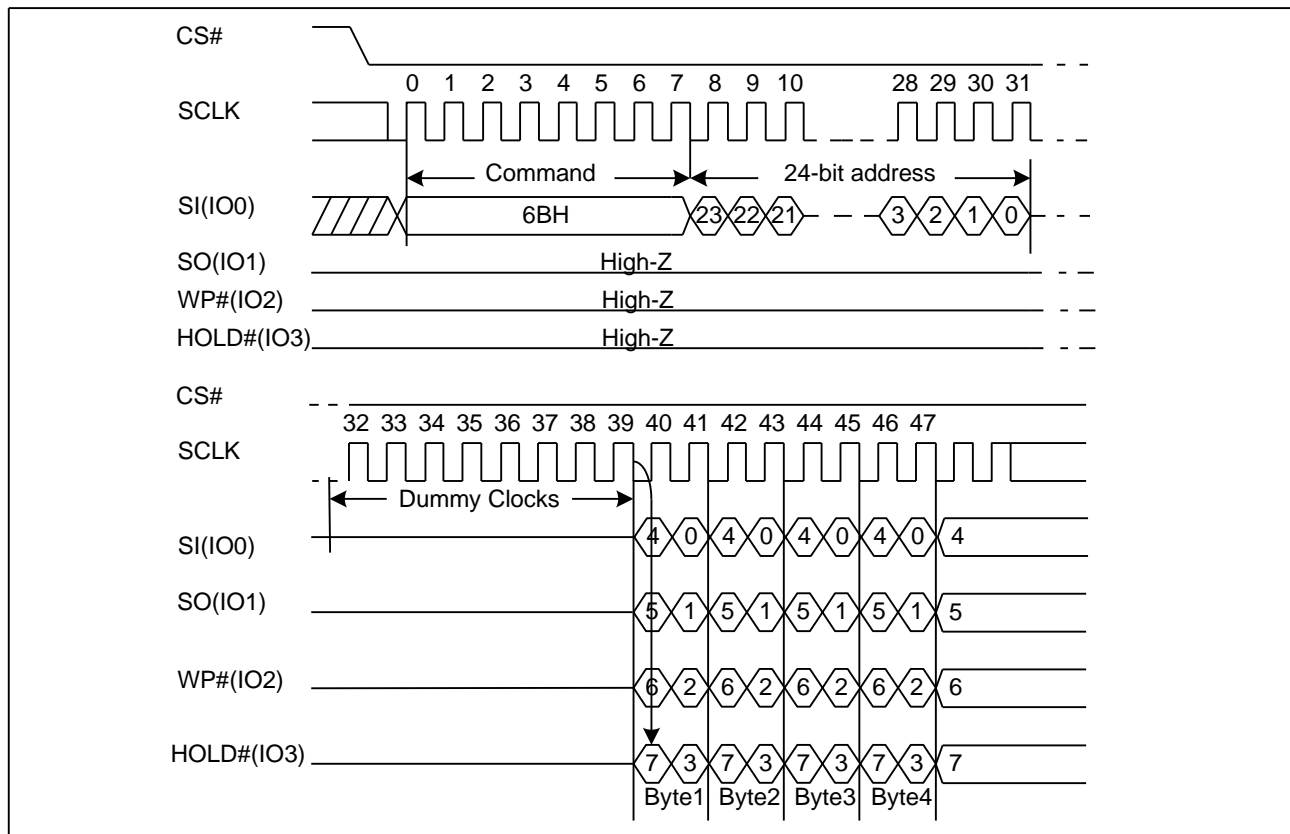 CS#
0 1 2 3 4 5 6 7 8 9 10 28 29 30 31
SCLK
Command 24-bit address
SI(IO0) 6BH 23 22 21 3 2 1 0
SO(IO1) High-Z
WP#(IO2) High-Z
HOLD#(IO3) High-Z
CS#
32 33 34 35 36 37 38 39 40 41 42 43 44 45 46 47
SCLK
Dummy Clocks
SI(IO0) 4 0 4 0 4 0 4 0 4
SO(IO1) 5 1 5 1 5 1 5 1 5
WP#(IO2) 6 2 6 2 6 2 6 2 6
HOLD#(IO3) 7 3 7 3 7 3 7 3 7
Byte1 Byte2 Byte3 Byte4